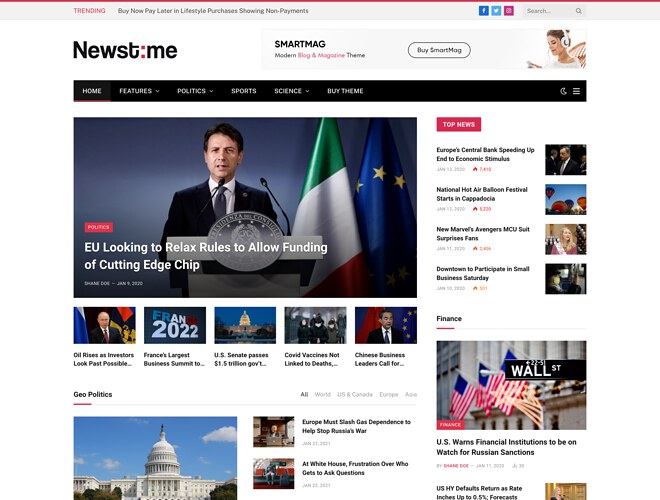 TRENDING Buy Now Pay Later in Lifestyle Purchases Showing Non-Payments
Search...
Newst:me
SMARTMAG
Modern Blog & Magazine Theme
Buy SmartMag
HOME FEATURES POLITICS SPORTS SCIENCE BUY THEME
POLITICS
EU Looking to Relax Rules to Allow Funding
of Cutting Edge Chip
SHANE DOE — JAN 9, 2020
TOP NEWS
Europe's Central Bank Speeding Up
End to Economic Stimulus
JAN 13, 2020 7,410
National Hot Air Balloon Festival
Starts in Cappadocia
JAN 12, 2020 5,220
New Marvel's Avengers MCU Suit
Surprises Fans
JAN 11, 2020 2,406
Downtown to Participate in Small
Business Saturday
JAN 10, 2020 501
FRANCE
2022
Oil Rises as Investors
Look Past Possible...
France's Largest
Business Summit to...
U.S. Senate passes
$1.5 trillion gov't...
Covid Vaccines Not
Linked to Deaths,...
Chinese Business
Leaders Call for...
Finance
WALL ST
FINANCE
U.S. Warns Financial Institutions to be on
Watch for Russian Sanctions
BY SHANE DOE — JAN 11, 2020 30
US HY Defaults Return as Rate
Inches Up to 0.5%; Forecasts
Geo Politics
All World US & Canada Europe Asia
Europe Must Slash Gas Dependence to
Help Stop Russia's War
JAN 22, 2021
At White House, Frustration Over Who
Gets to Ask Questions
JAN 22, 2021